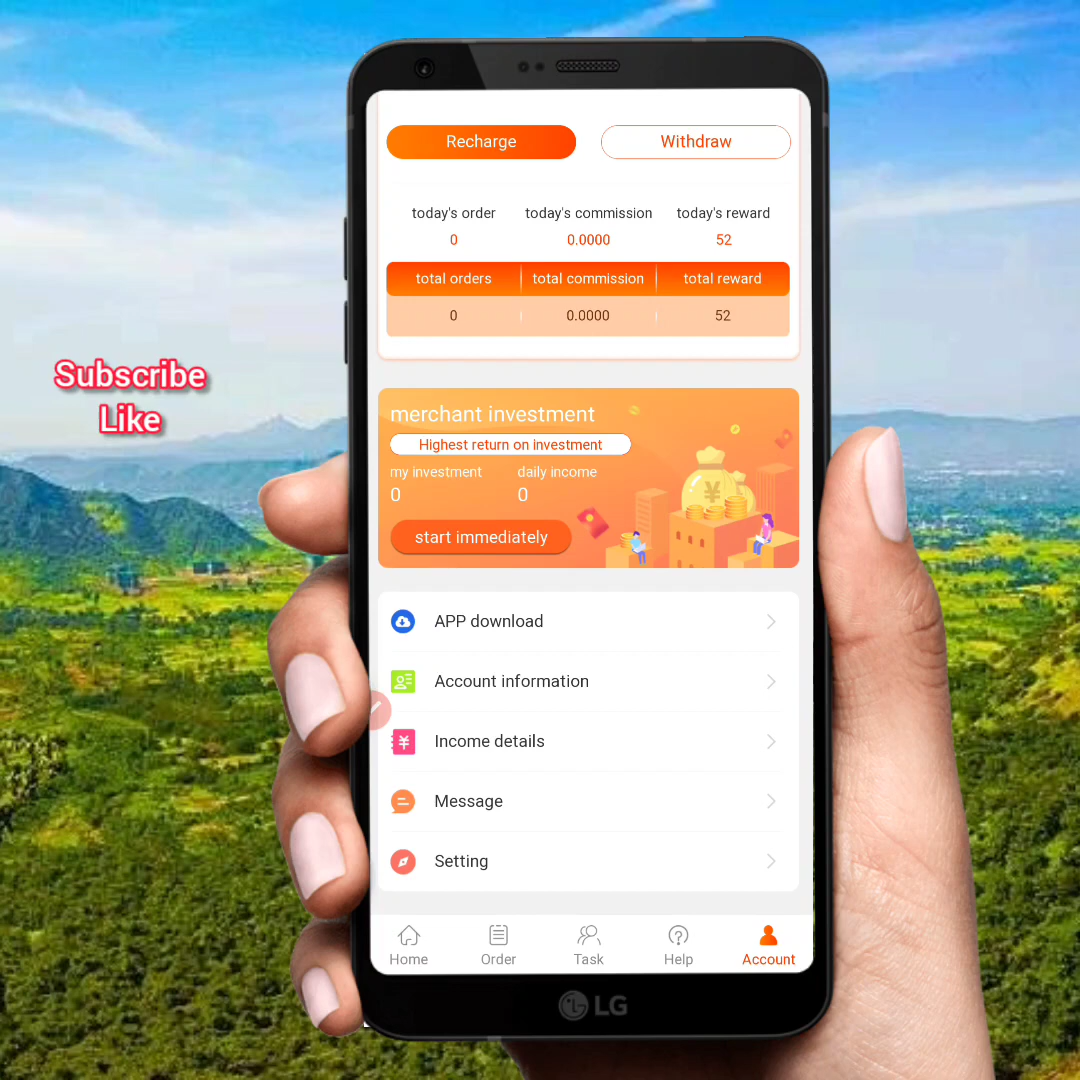 Recharge
Withdraw
today's order
today's commission
today's reward
0
0.0000
52
total orders
total commission
total reward
0
0.0000
52
Subscribe
Like
merchant investment
Highest return on investment
my investment
daily income
0
0
¥
start immediately
APP download
Account information
¥
Income details
Message
Setting
Home
Order
Task
Help
Account
LG